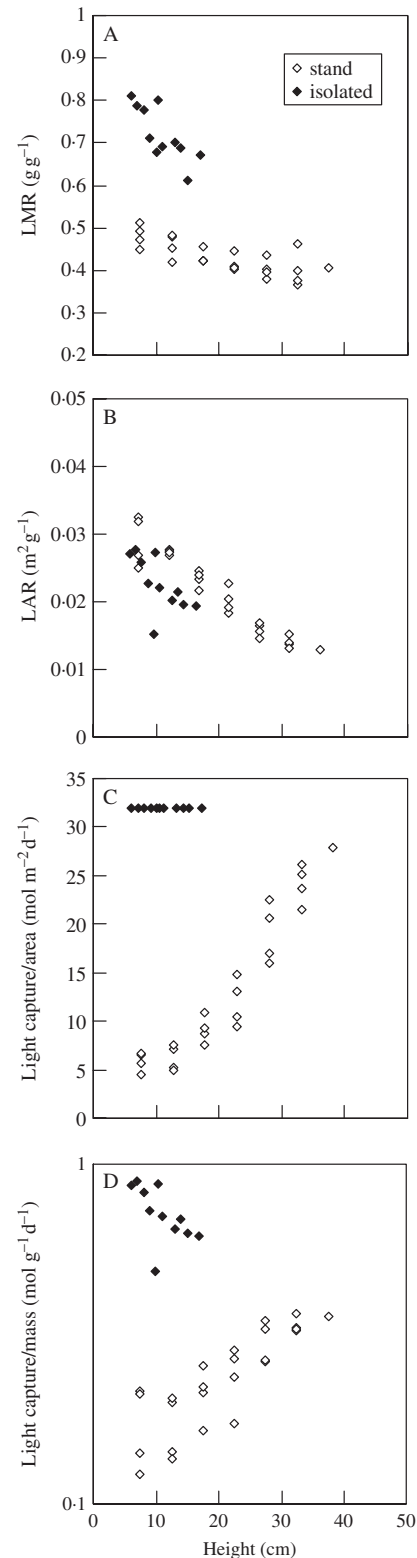 A
stand
isolated
1
0·9
0·8
0·7
0·6
0·5
0·4
0·3
0·2
LMR (g g⁻¹)
B
0·05
0·04
0·03
0·02
0·01
0
LAR (m² g⁻¹)
C
35
30
25
20
15
10
5
0
Light capture/area (mol m⁻² d⁻¹)
D
1
0·1
Light capture/mass (mol g⁻¹ d⁻¹)
0 10 20 30 40 50
Height (cm)